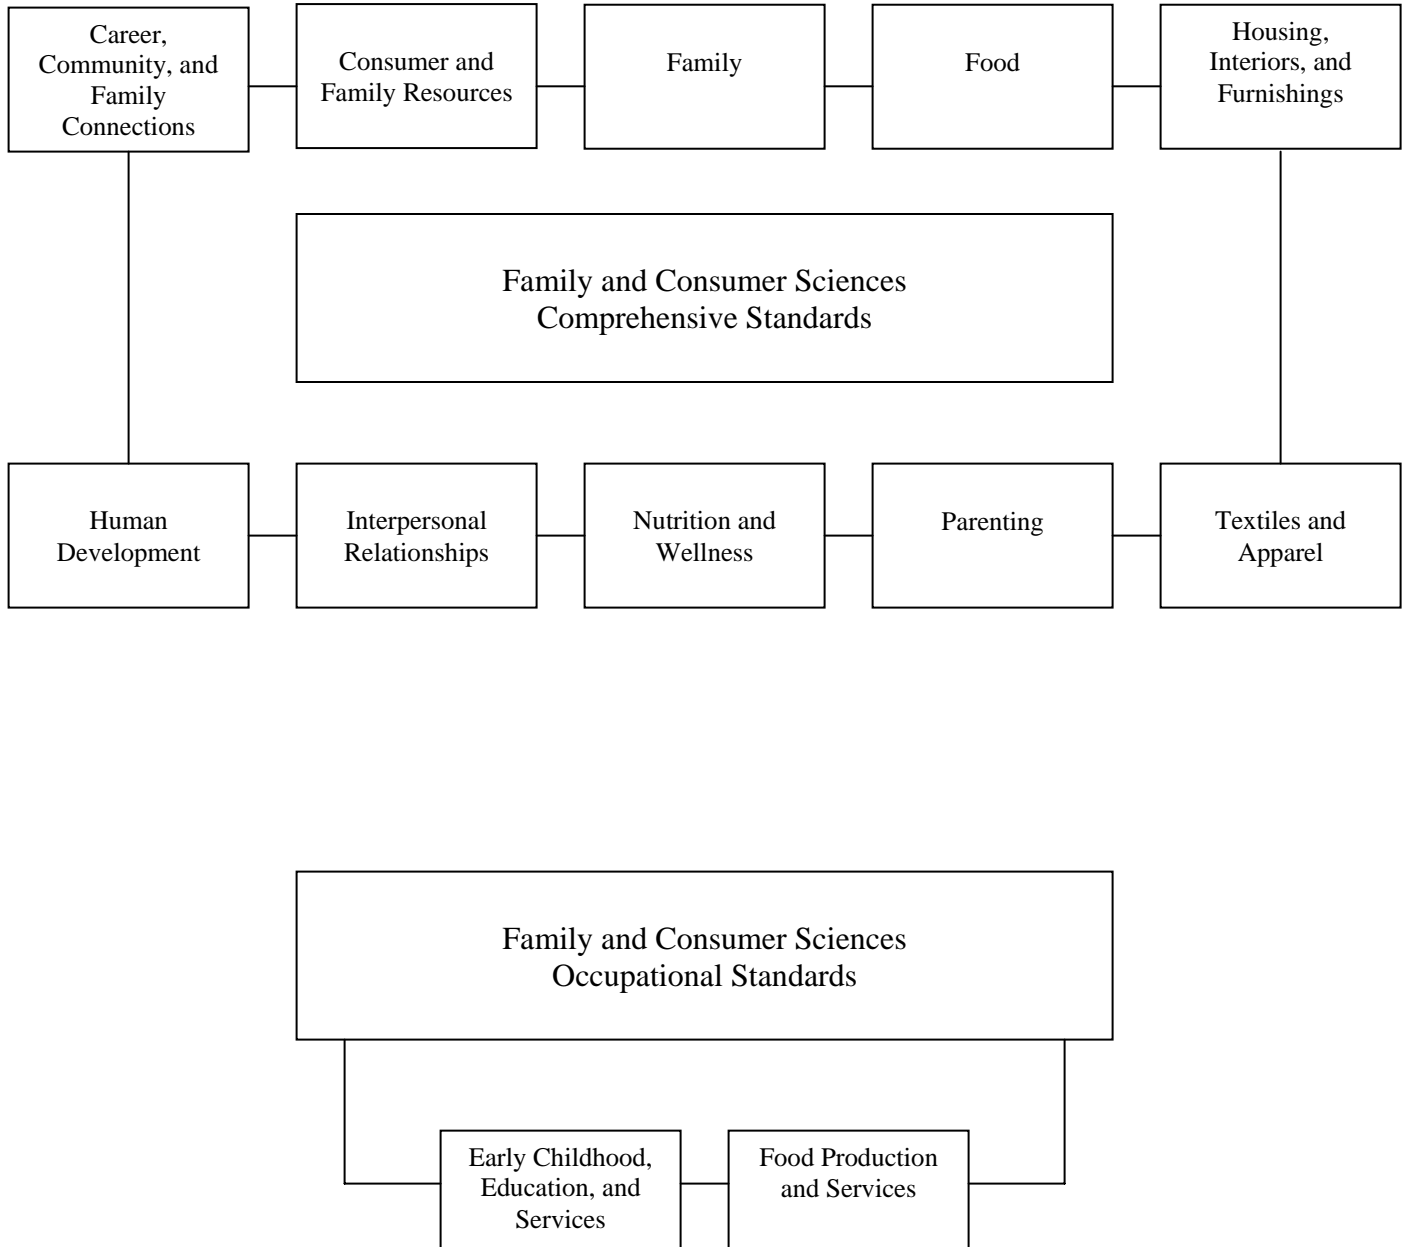 Career,
Community, and
Family
Connections
Consumer and
Family Resources
Family
Food
Housing,
Interiors, and
Furnishings
Family and Consumer Sciences
Comprehensive Standards
Human
Development
Interpersonal
Relationships
Nutrition and
Wellness
Parenting
Textiles and
Apparel
Family and Consumer Sciences
Occupational Standards
Early Childhood,
Education, and
Services
Food Production
and Services